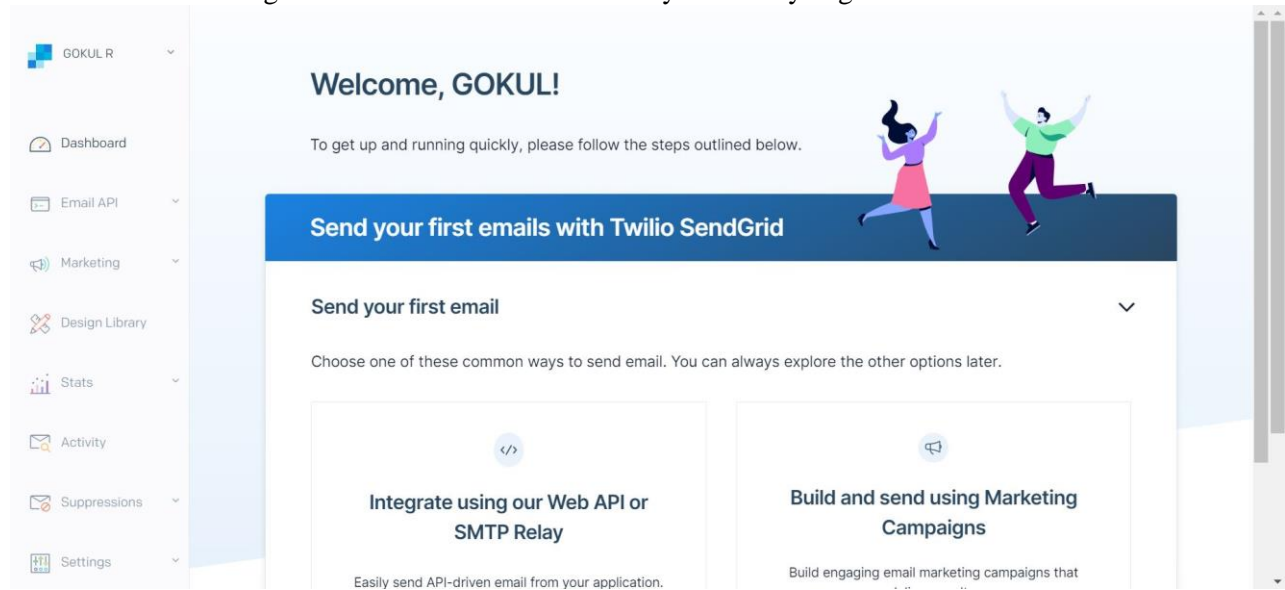 GOKUL R
Dashboard
Email API
Marketing
Design Library
Stats
Activity
Suppressions
Settings
Welcome, GOKUL!
To get up and running quickly, please follow the steps outlined below.
Send your first emails with Twilio SendGrid
Send your first email
Choose one of these common ways to send email. You can always explore the other options later.
Integrate using our Web API or
SMTP Relay
Easily send API-driven email from your application.
Build and send using Marketing
Campaigns
Build engaging email marketing campaigns that